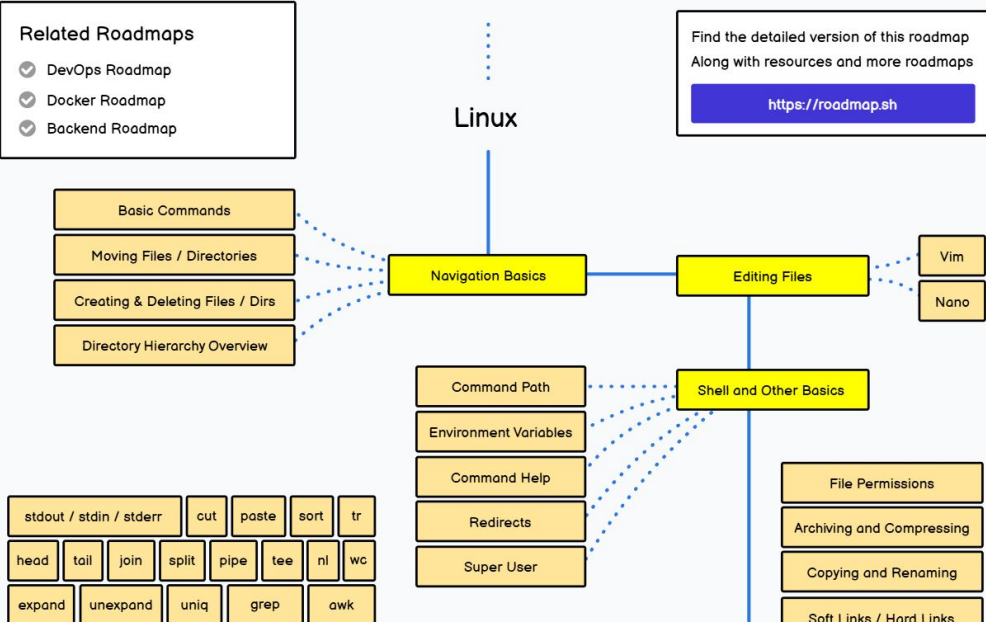 Related Roadmaps
DevOps Roadmap
Docker Roadmap
Backend Roadmap
Find the detailed version of this roadmap
Along with resources and more roadmaps
https://roadmap.sh
Linux
Basic Commands
Moving Files / Directories
Creating & Deleting Files / Dirs
Directory Hierarchy Overview
Navigation Basics
Editing Files
Vim
Nano
Shell and Other Basics
Command Path
Environment Variables
Command Help
Redirects
Super User
File Permissions
Archiving and Compressing
Copying and Renaming
Soft Links / Hard Links
stdout / stdin / stderr
cut
paste
sort
tr
head
tail
join
split
pipe
tee
nl
wc
expand
unexpand
uniq
grep
awk